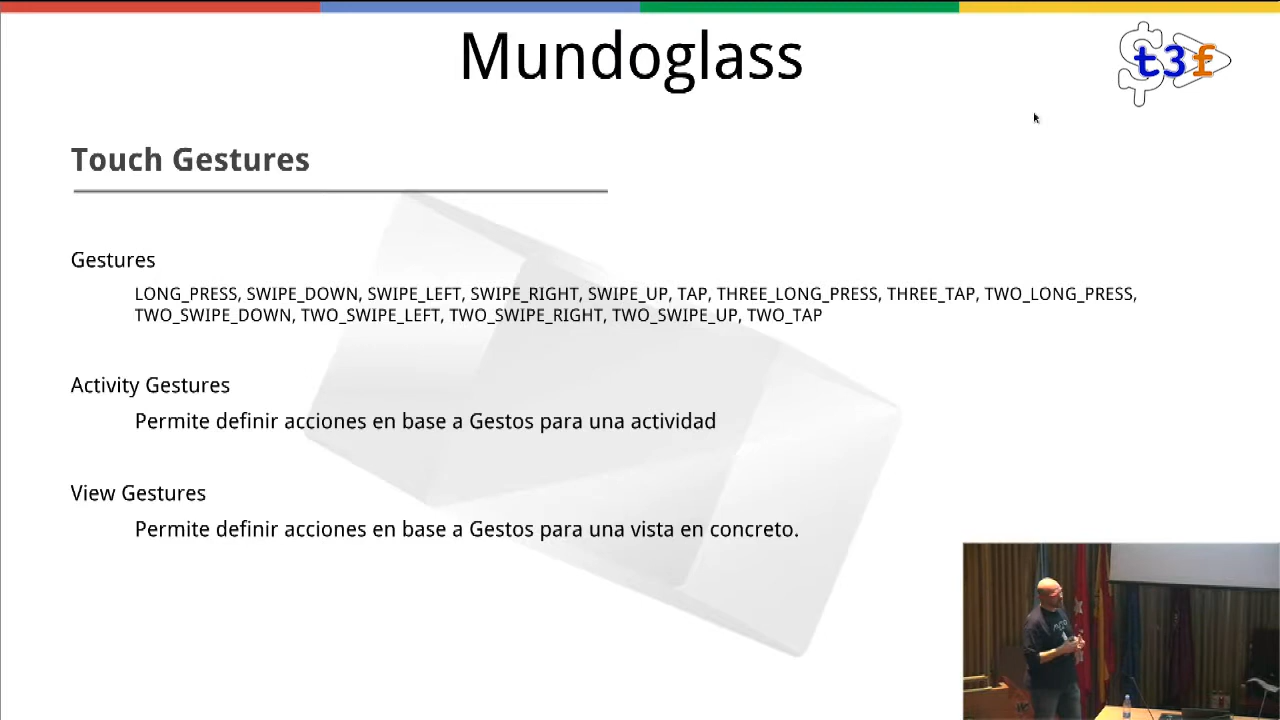 Mundoglass
t3f
Touch Gestures
Gestures
LONG_PRESS, SWIPE_DOWN, SWIPE_LEFT, SWIPE_RIGHT, SWIPE_UP, TAP, THREE_LONG_PRESS, THREE_TAP, TWO_LONG_PRESS,
TWO_SWIPE_DOWN, TWO_SWIPE_LEFT, TWO_SWIPE_RIGHT, TWO_SWIPE_UP, TWO_TAP
Activity Gestures
Permite definir acciones en base a Gestos para una actividad
View Gestures
Permite definir acciones en base a Gestos para una vista en concreto.